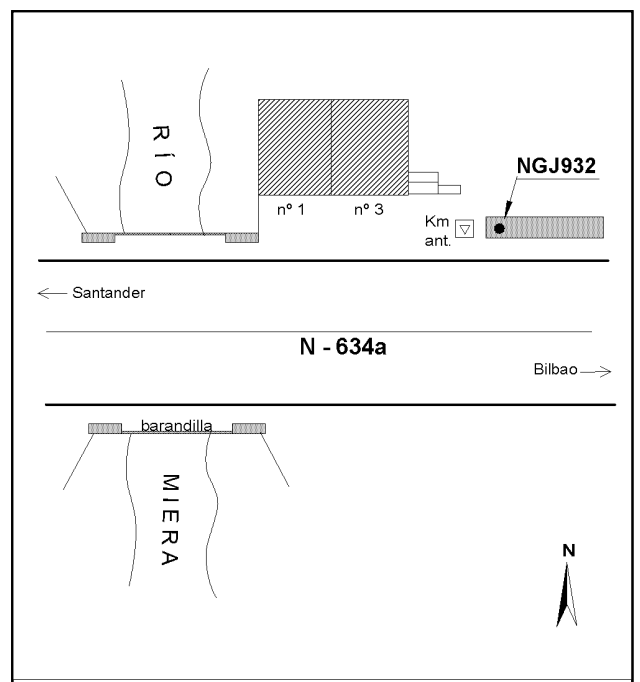 RÍO
NGJ932
nº 1
nº 3
Km
ant.
Santander
N - 634a
Bilbao
barandilla
MIERA
N